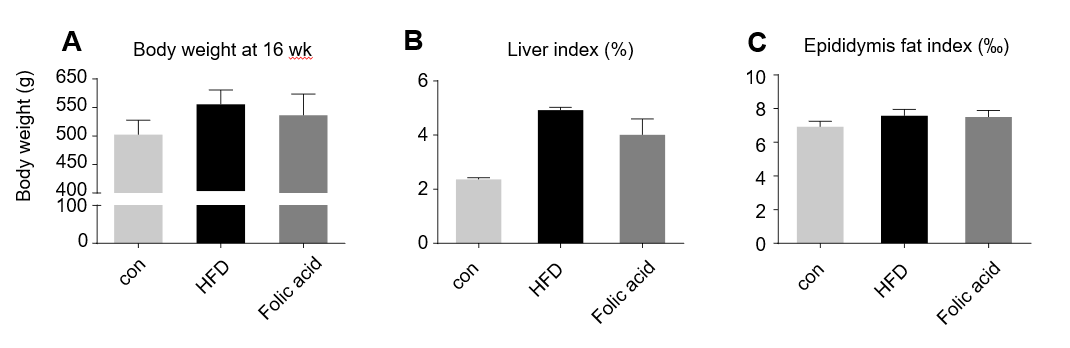 A
Body weight at 16 wk
Body weight (g)
650
550
500
450
400
100
0
con
HFD
Folic acid
B
Liver index (%)
6
4
2
0
con
HFD
Folic acid
C
Epididymis fat index (‰)
10
8
6
4
2
0
con
HFD
Folic acid